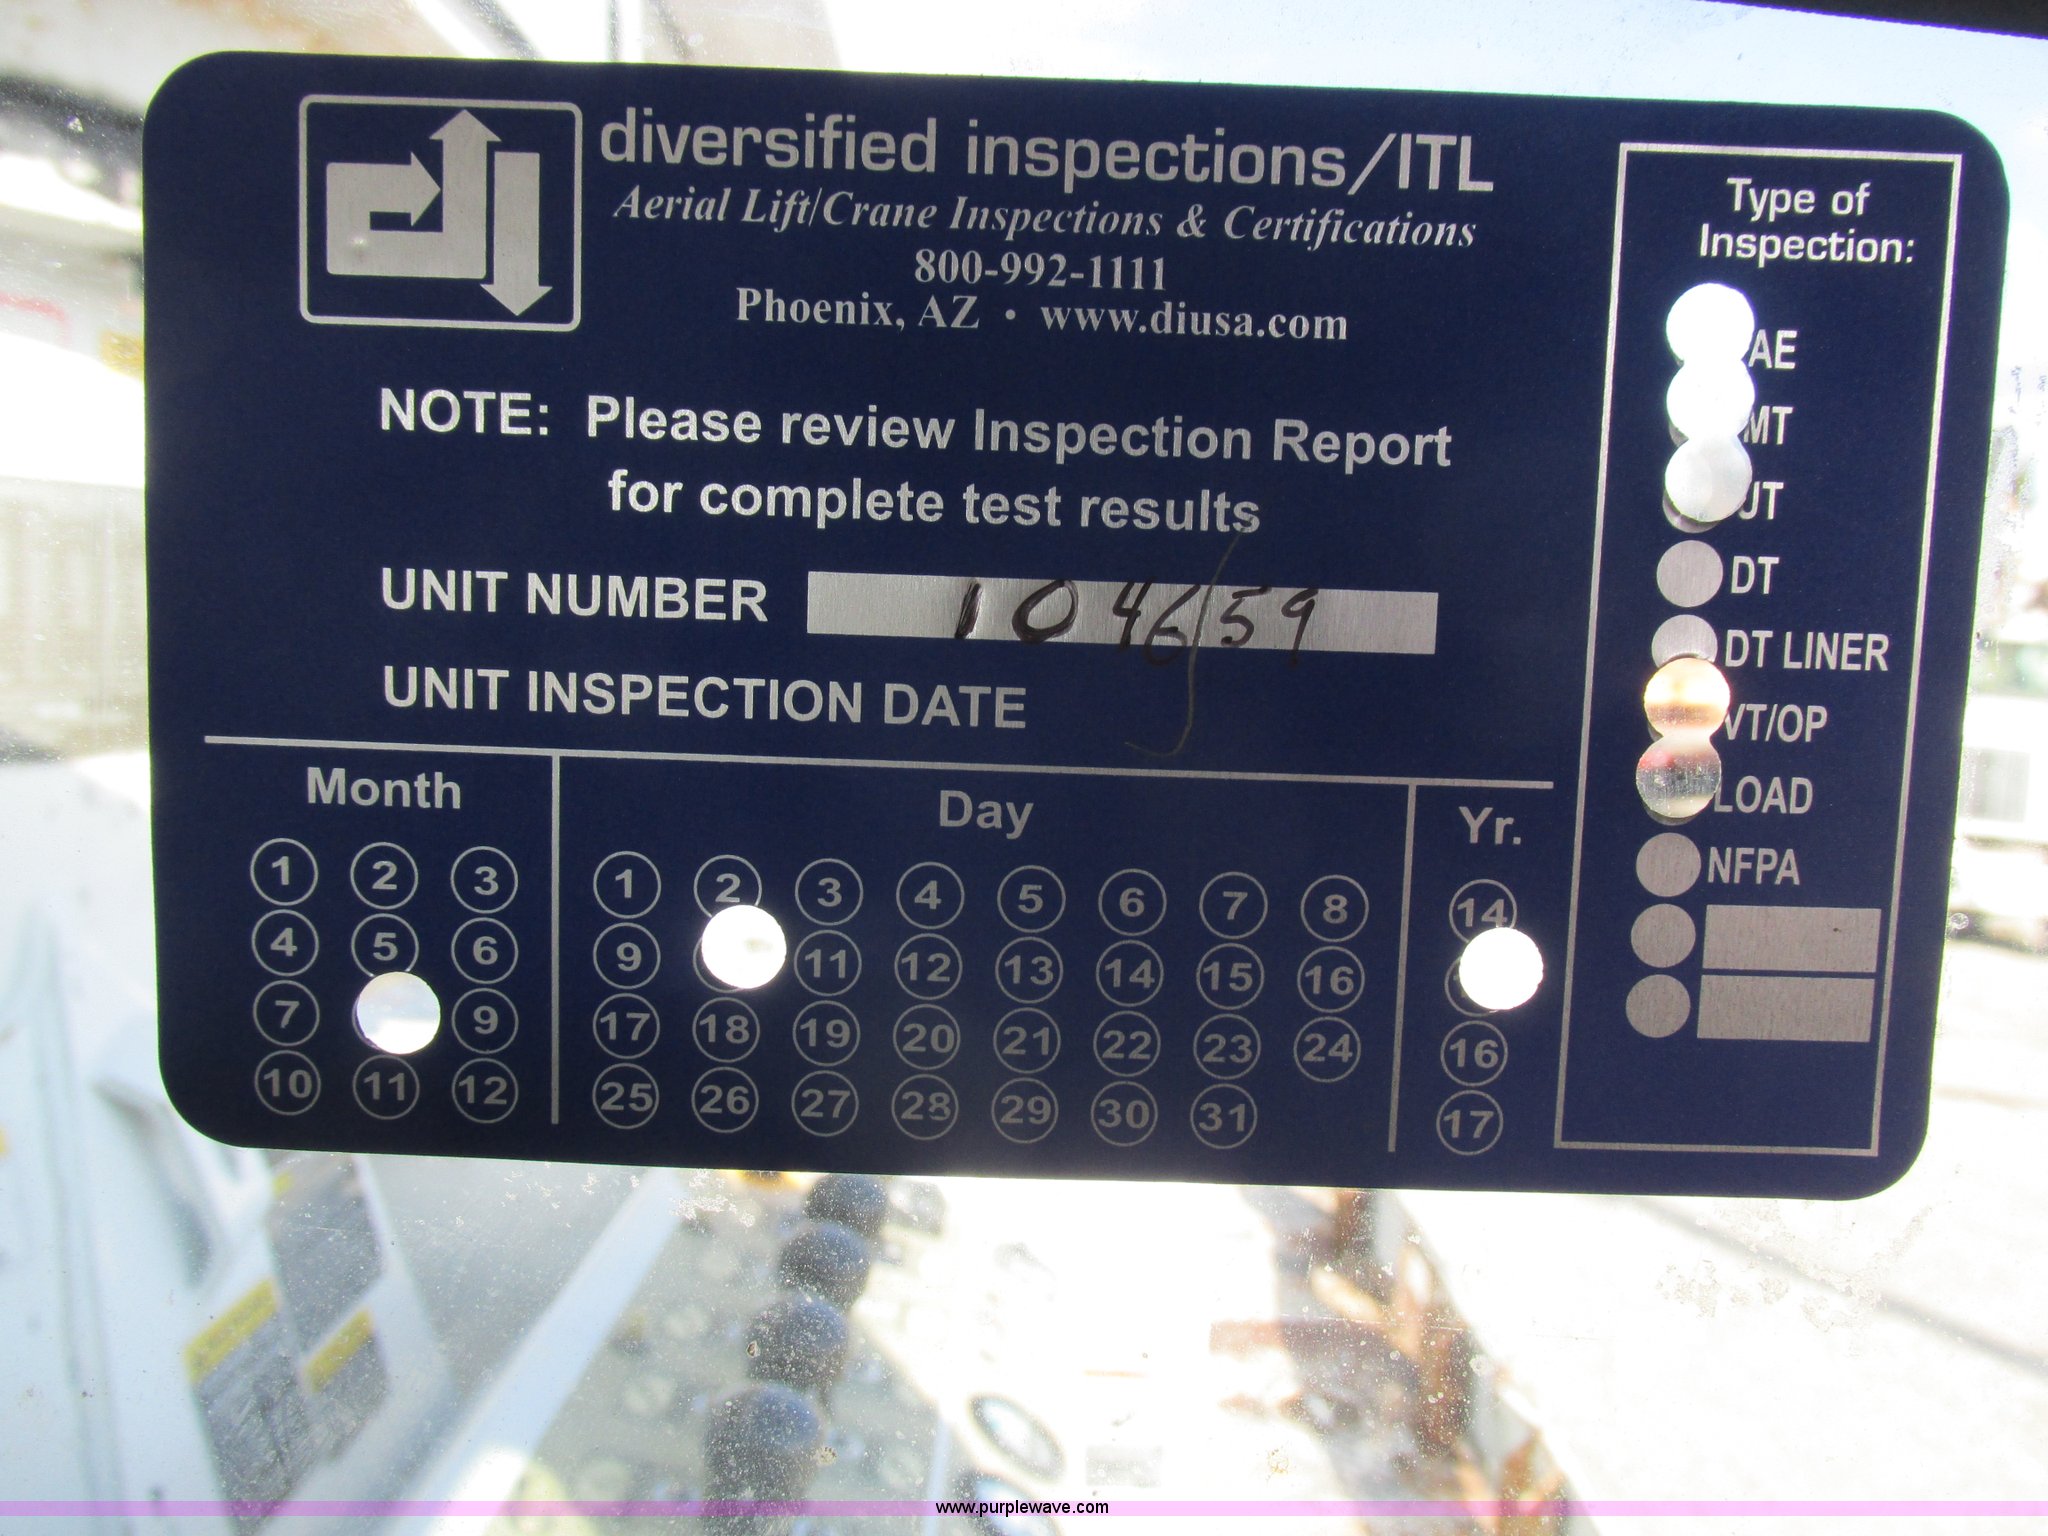 diversified inspections/ITL
Aerial Lift/Crane Inspections & Certifications
800-992-1111
Phoenix, AZ • www.diusa.com
NOTE: Please review Inspection Report
for complete test results
UNIT NUMBER 104659
UNIT INSPECTION DATE
Month
1 2 3
4 5 6
7 9
10 11 12
Day
1 2 3 4 5 6 7 8
9 11 12 13 14 15 16
17 18 19 20 21 22 23 24
25 26 27 28 29 30 31
Yr.
14
16
17
Type of
Inspection:
AE
MT
UT
DT
DT LINER
VT/OP
LOAD
NFPA
www.purplewave.com